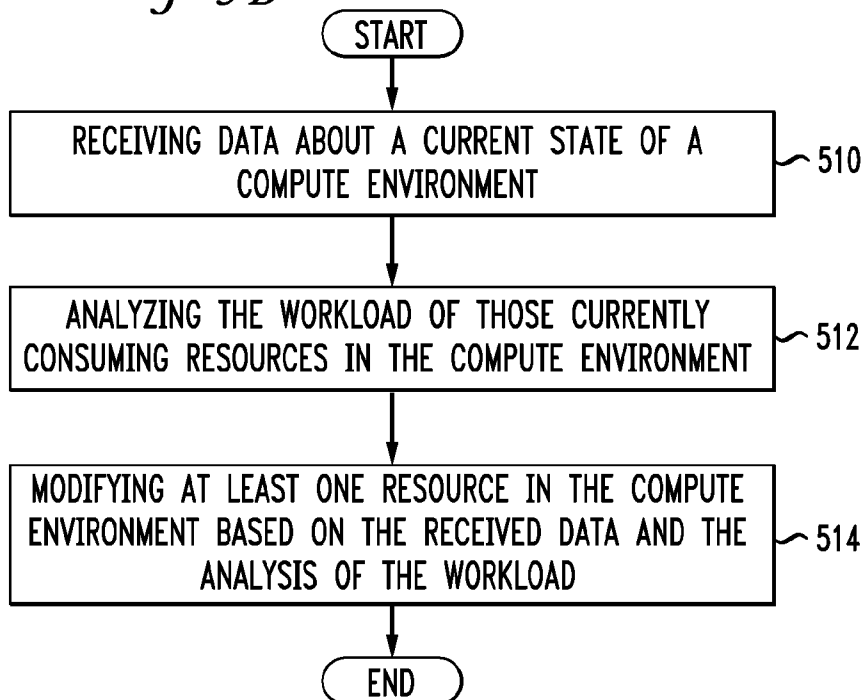 START
RECEIVING DATA ABOUT A CURRENT STATE OF A
COMPUTE ENVIRONMENT
510
ANALYZING THE WORKLOAD OF THOSE CURRENTLY
CONSUMING RESOURCES IN THE COMPUTE ENVIRONMENT
512
MODIFYING AT LEAST ONE RESOURCE IN THE COMPUTE
ENVIRONMENT BASED ON THE RECEIVED DATA AND THE
ANALYSIS OF THE WORKLOAD
514
END